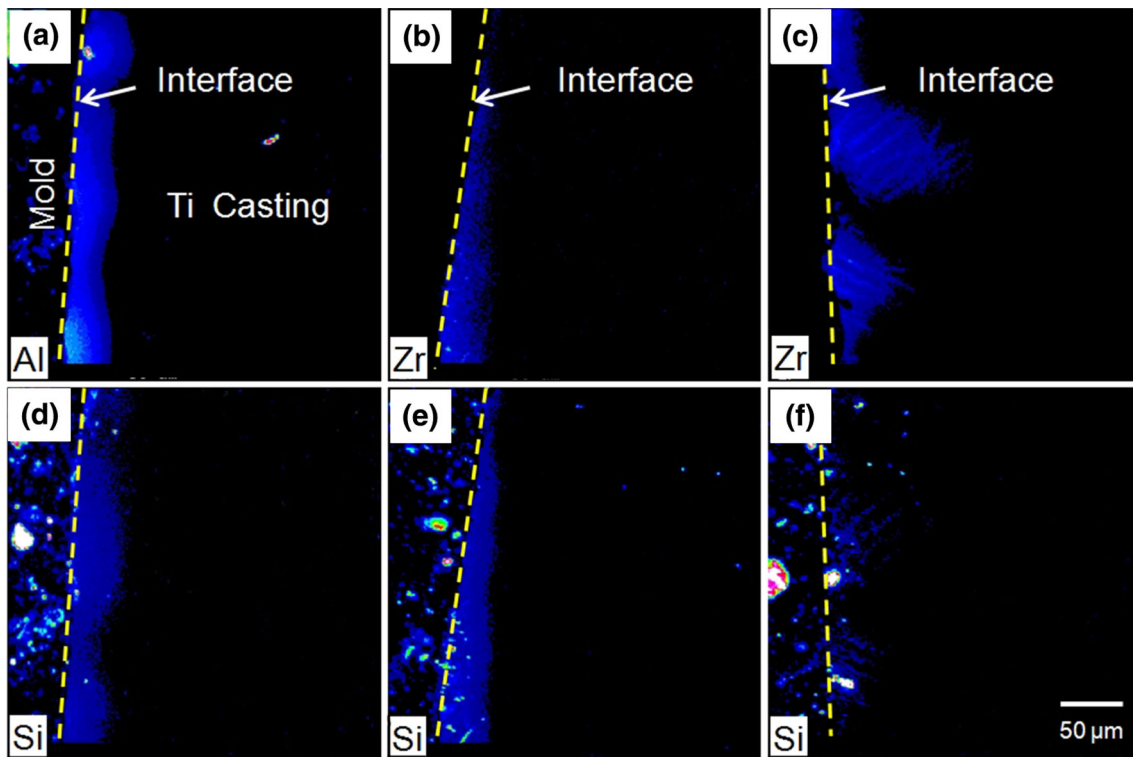 (a)
Interface
Mold
Ti Casting
Al
(b)
Interface
Zr
(c)
Interface
Zr
(d)
Si
(e)
Si
(f)
Si
50 µm